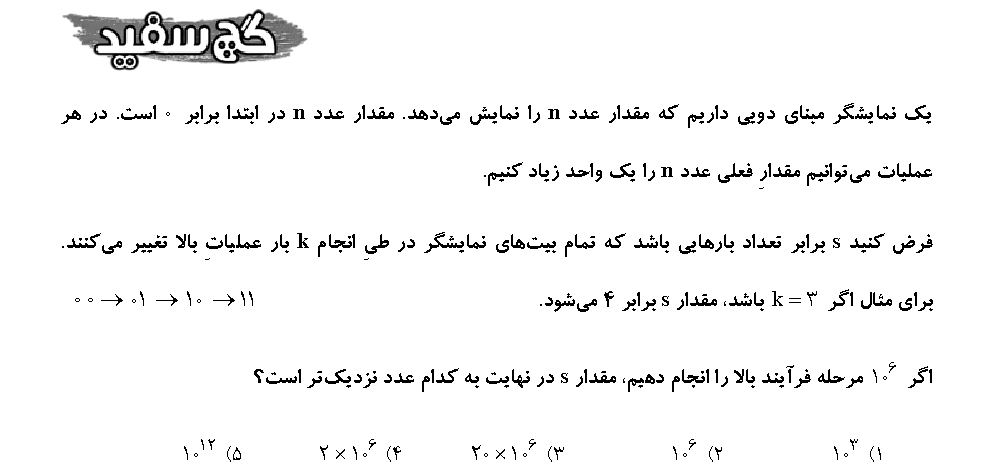 گچ سفید
یک نمایشگر مبنای دویی داریم که مقدار عدد n را نمایش می‌دهد. مقدار عدد n در ابتدا برابر ۰ است. در هر
عملیات می‌توانیم مقدارِ فعلی عدد n را یک واحد زیاد کنیم.
فرض کنید s برابر تعداد بارهایی باشد که تمام بیت‌های نمایشگر در طیِ انجام k بار عملیاتِ بالا تغییر می‌کنند.
برای مثال اگر k = ۳ باشد، مقدار s برابر ۴ می‌شود. ۰۰ → ۰۱ → ۱۰ → ۱۱
اگر ۱۰^۶ مرحله فرآیند بالا را انجام دهیم، مقدار s در نهایت به کدام عدد نزدیک‌تر است؟
۱) ۱۰^۳ ۲) ۱۰^۶ ۳) ۲۰ × ۱۰^۶ ۴) ۲ × ۱۰^۶ ۵) ۱۰^۱۲